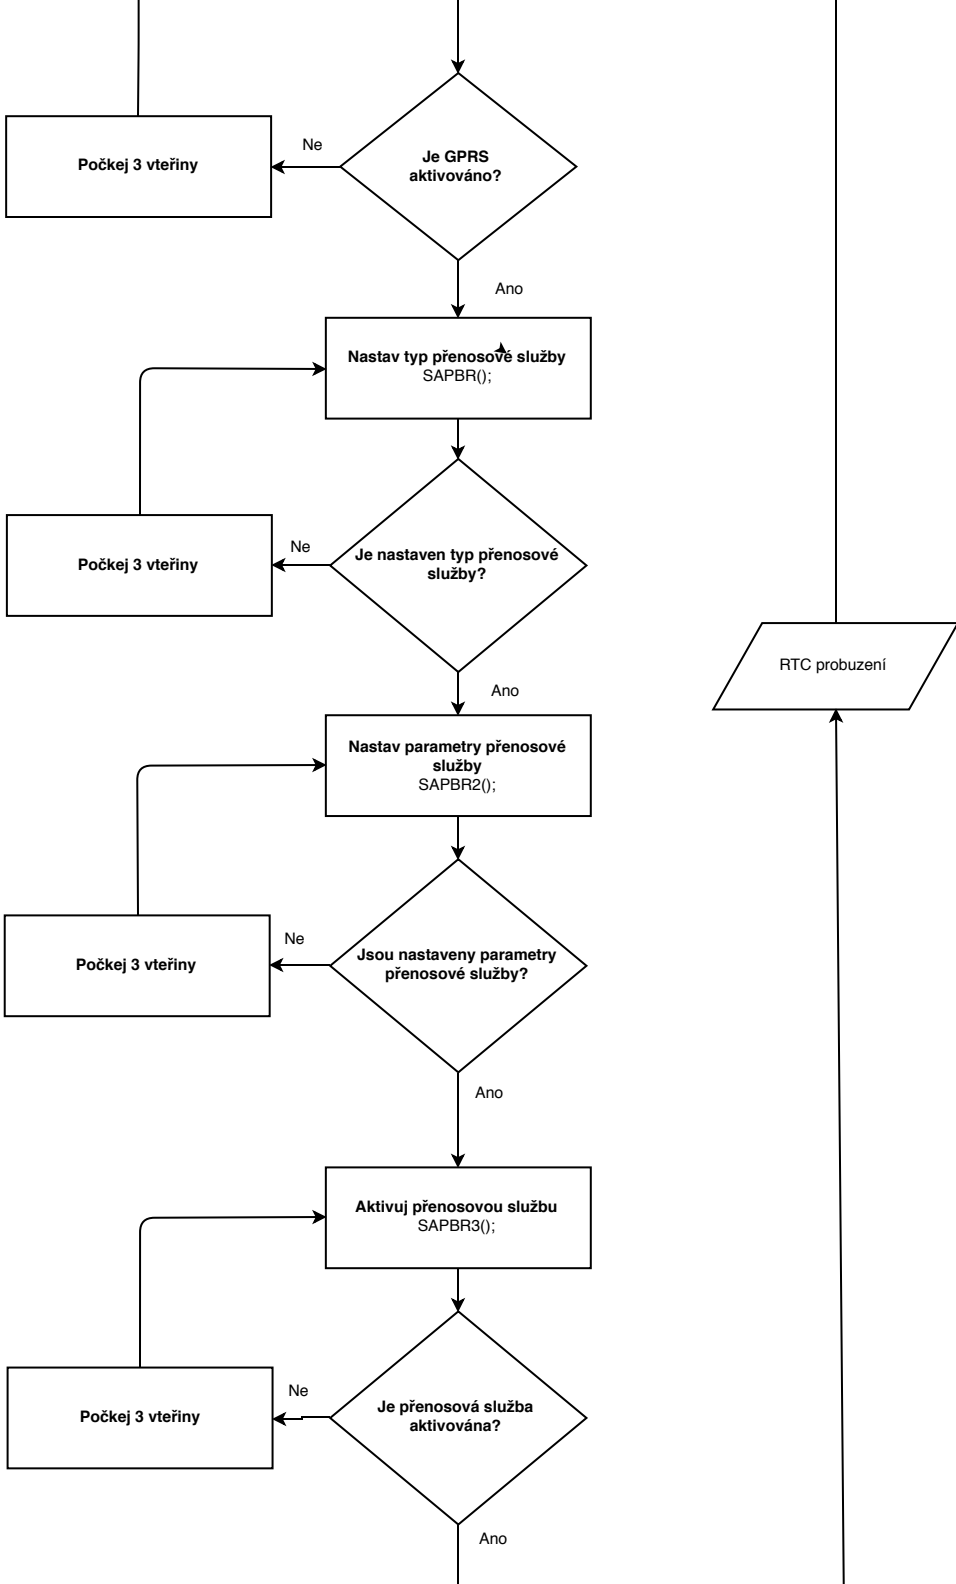 Ne
Počkej 3 vteřiny
Je GPRS
aktivováno?
Ano
Nastav typ přenosové služby
SAPBR();
Ne
Počkej 3 vteřiny
Je nastaven typ přenosové
služby?
RTC probuzení
Ano
Nastav parametry přenosové
služby
SAPBR2();
Ne
Počkej 3 vteřiny
Jsou nastaveny parametry
přenosové služby?
Ano
Aktivuj přenosovou službu
SAPBR3();
Ne
Počkej 3 vteřiny
Je přenosová služba
aktivována?
Ano